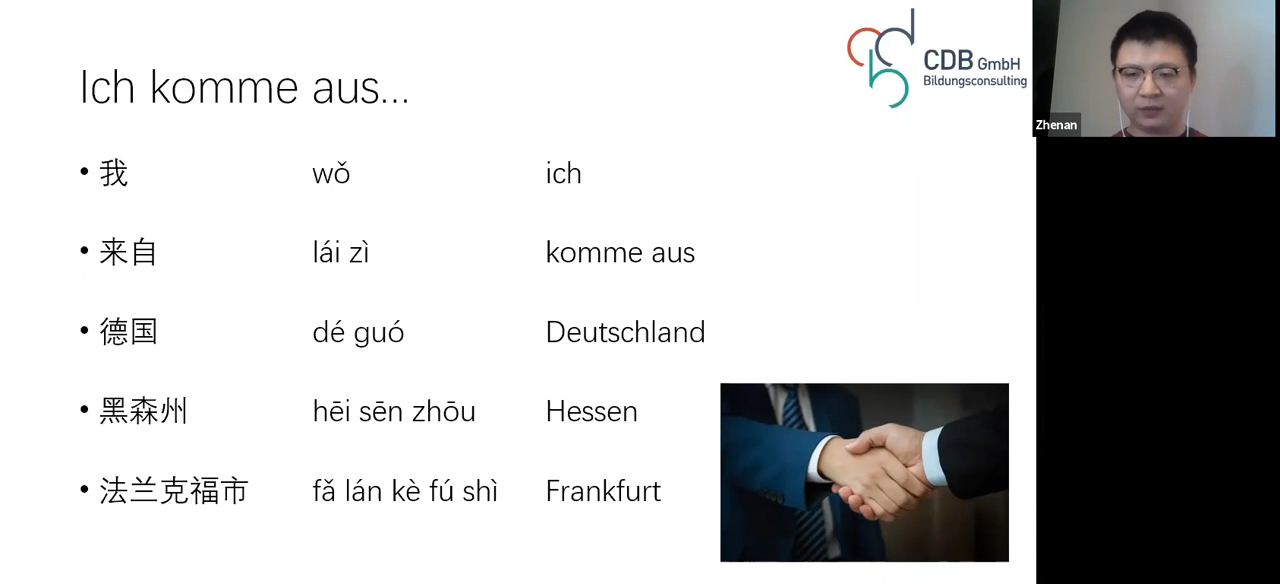 Ich komme aus...
• 我 wǒ ich
• 来自 lái zì komme aus
• 德国 dé guó Deutschland
• 黑森州 hēi sēn zhōu Hessen
• 法兰克福市 fǎ lán kè fú shì Frankfurt
CDB GmbH
Bildungsconsulting
Zhenan